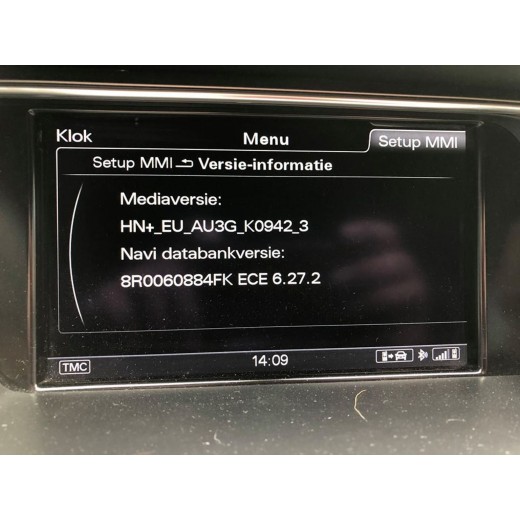 Klok
Menu
Setup MMI
Setup MMI Versie-informatie
Mediaversie:
HN+_EU_AU3G_K0942_3
Navi databankversie:
8R0060884FK ECE 6.27.2
TMC
14:09